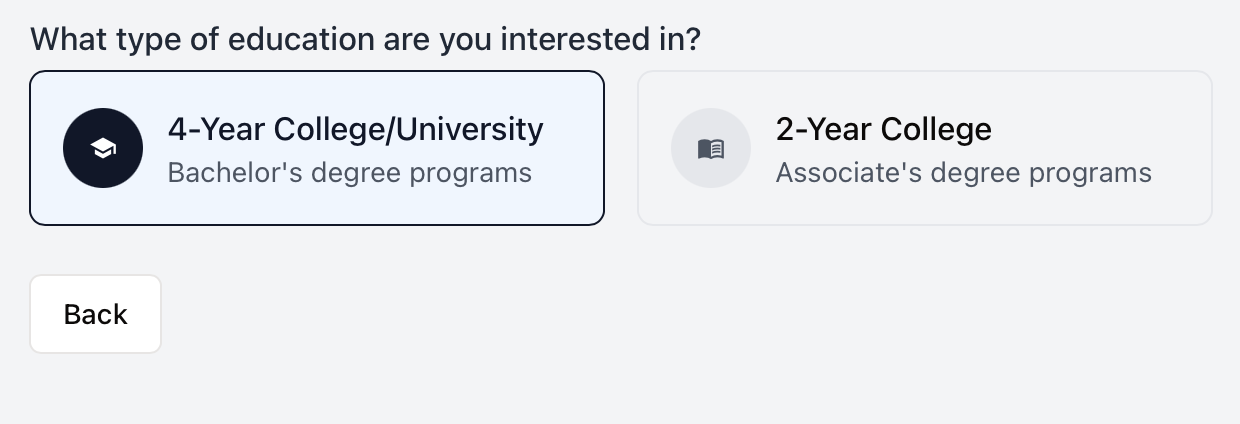 What type of education are you interested in?
4-Year College/University
Bachelor's degree programs
2-Year College
Associate's degree programs
Back